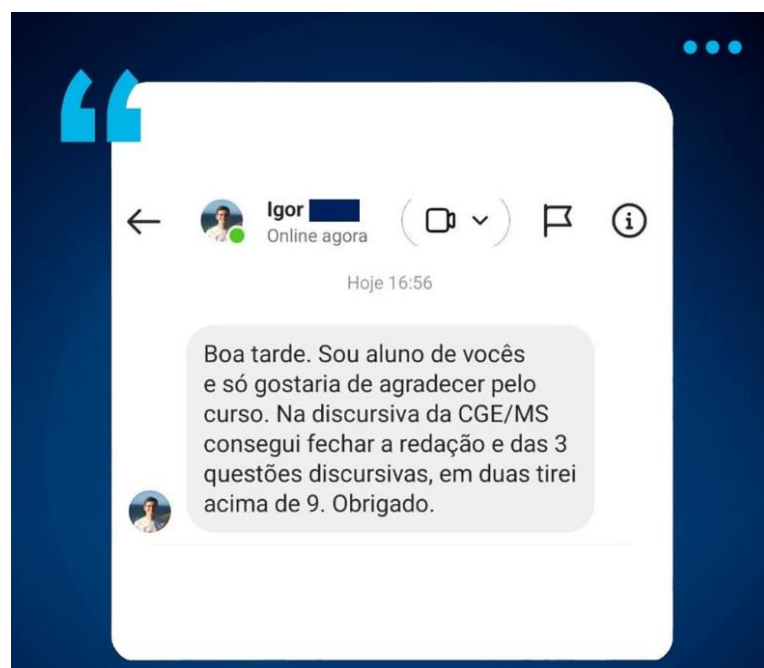 Igor
Online agora
Hoje 16:56
Boa tarde. Sou aluno de vocês
e só gostaria de agradecer pelo
curso. Na discursiva da CGE/MS
consegui fechar a redação e das 3
questões discursivas, em duas tirei
acima de 9. Obrigado.